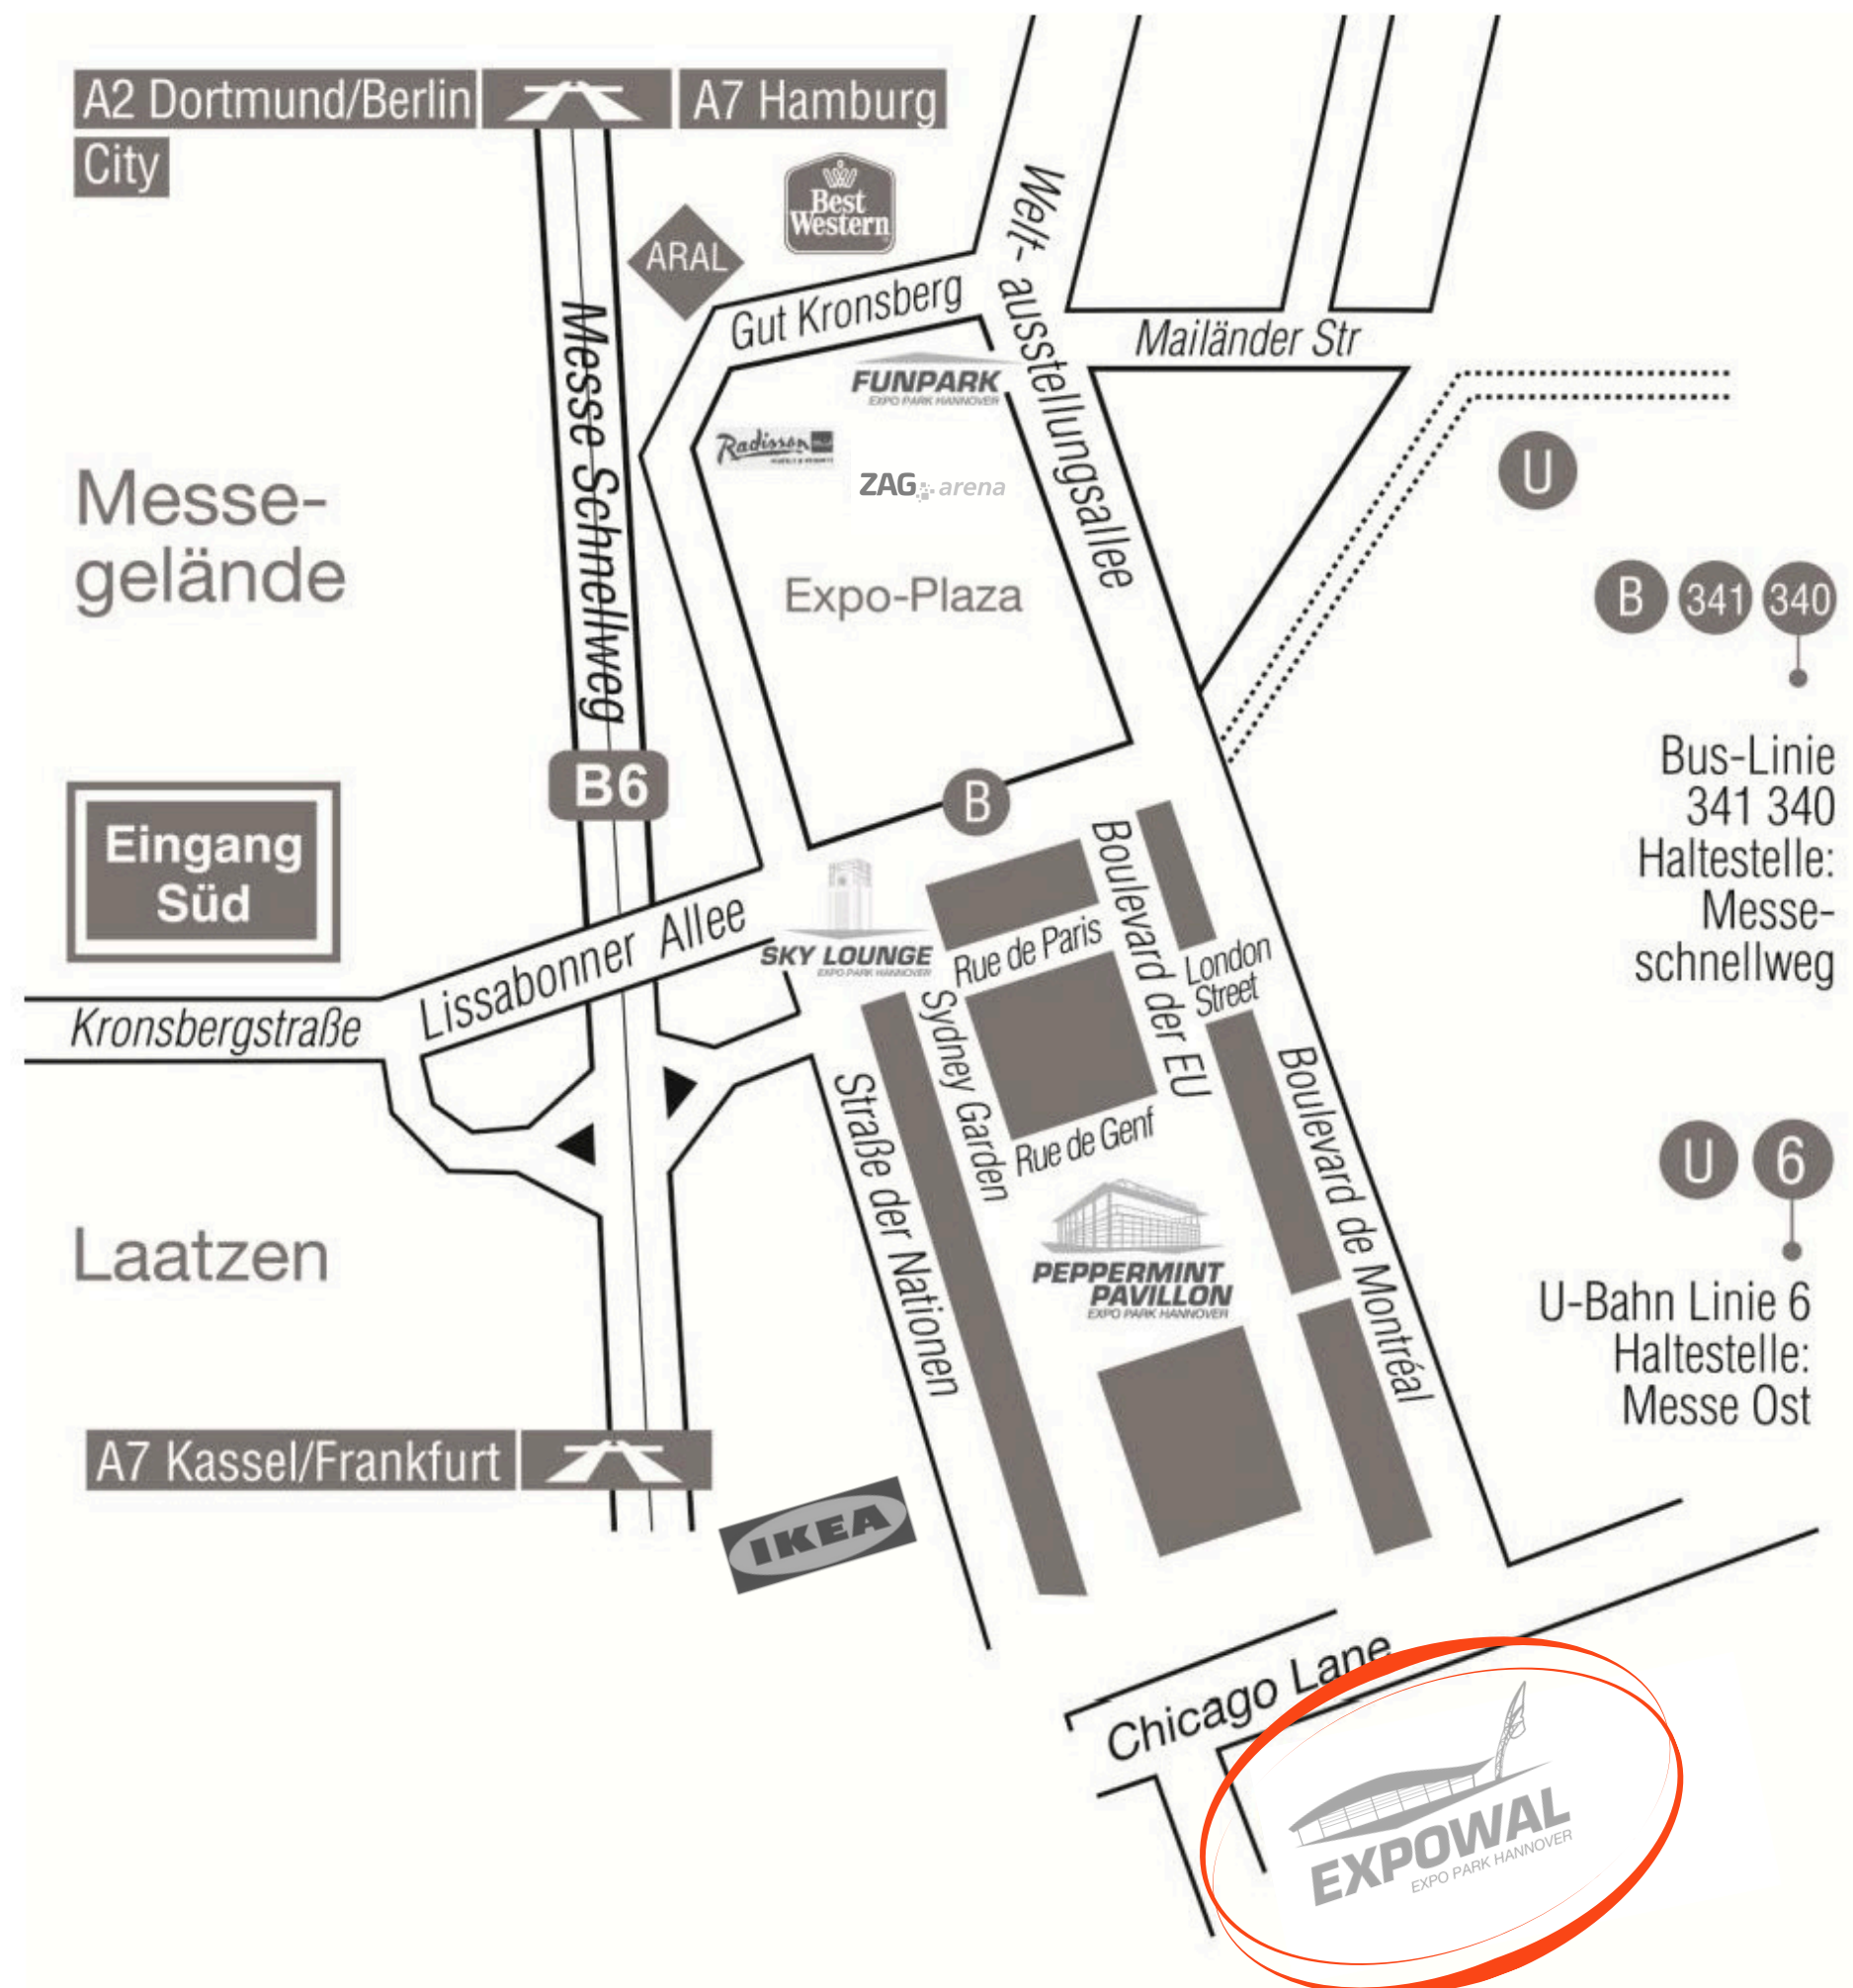 A2 Dortmund/Berlin
A7 Hamburg
City
Best
Western
ARAL
Welt-
ausstellungsallee
Gut Kronsberg
Mailänder Str
Messe Schnellweg
FUNPARK
EXPO PARK HANNOVER
Radisson
ZAG arena
U
Messe-
gelände
Expo-Plaza
B 341 340
B6
B
Bus-Linie
341 340
Haltestelle:
Messe-
schnellweg
Eingang
Süd
Boulevard der EU
Lissabonner Allee
SKY LOUNGE
EXPO PARK HANNOVER
Rue de Paris
London
Street
Kronsbergstraße
Sydney Garden
Straße der Nationen
Rue de Genf
Boulevard de Montréal
U 6
Laatzen
PEPPERMINT
PAVILLON
EXPO PARK HANNOVER
U-Bahn Linie 6
Haltestelle:
Messe Ost
A7 Kassel/Frankfurt
IKEA
Chicago Lane
EXPOWAL
EXPO PARK HANNOVER